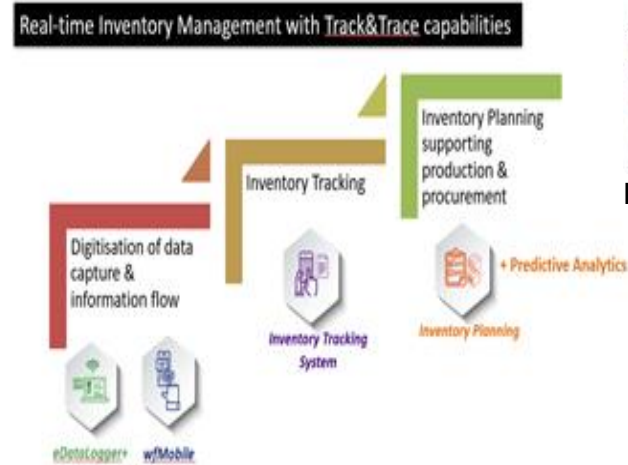 Real-time Inventory Management with Track&Trace capabilities
Inventory Planning
supporting
production &
procurement
Inventory Tracking
Digitisation of data
capture &
information flow
+ Predictive Analytics
Inventory Planning
Inventory Tracking
System
eDataLogger+
wfMobile